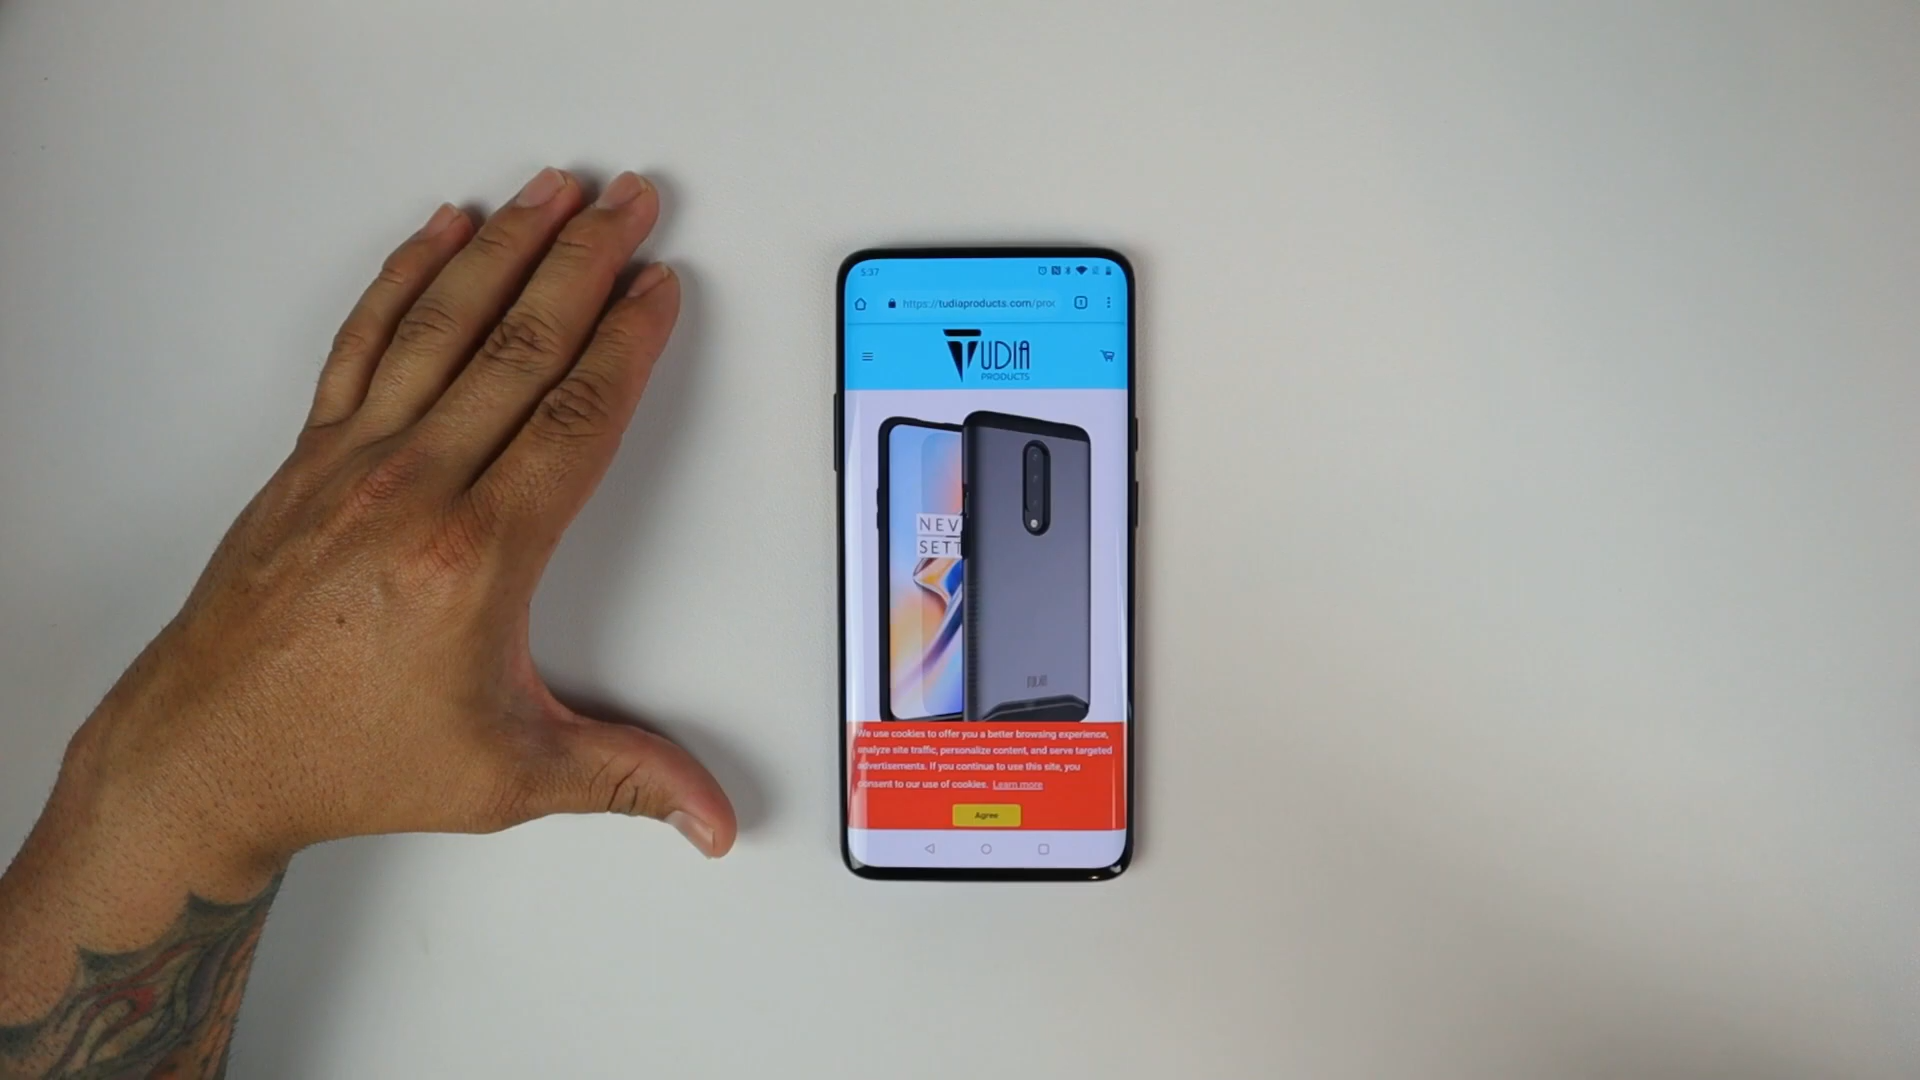 5:37
https://tudiaproducts.com/proc
1
TUDIA
PRODUCTS
NEV
SETT
We use cookies to offer you a better browsing experience,
analyze site traffic, personalize content, and serve targeted
advertisements. If you continue to use this site, you
consent to our use of cookies. Learn more
Agree